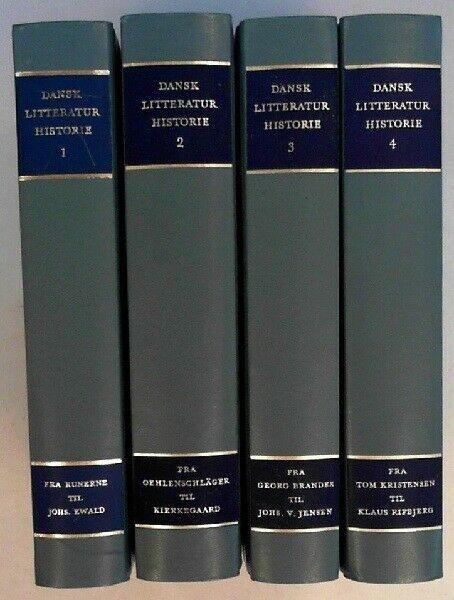 DANSK
LITTERATUR
HISTORIE
1
FRA RUNERNE
TIL
JOHS. EWALD
DANSK
LITTERATUR
HISTORIE
2
FRA
OEHLENSCHLÄGER
TIL
KIERKEGAARD
DANSK
LITTERATUR
HISTORIE
3
FRA
GEORG BRANDES
TIL
JOHS. V. JENSEN
DANSK
LITTERATUR
HISTORIE
4
FRA
TOM KRISTENSEN
TIL
KLAUS RIFBJERG